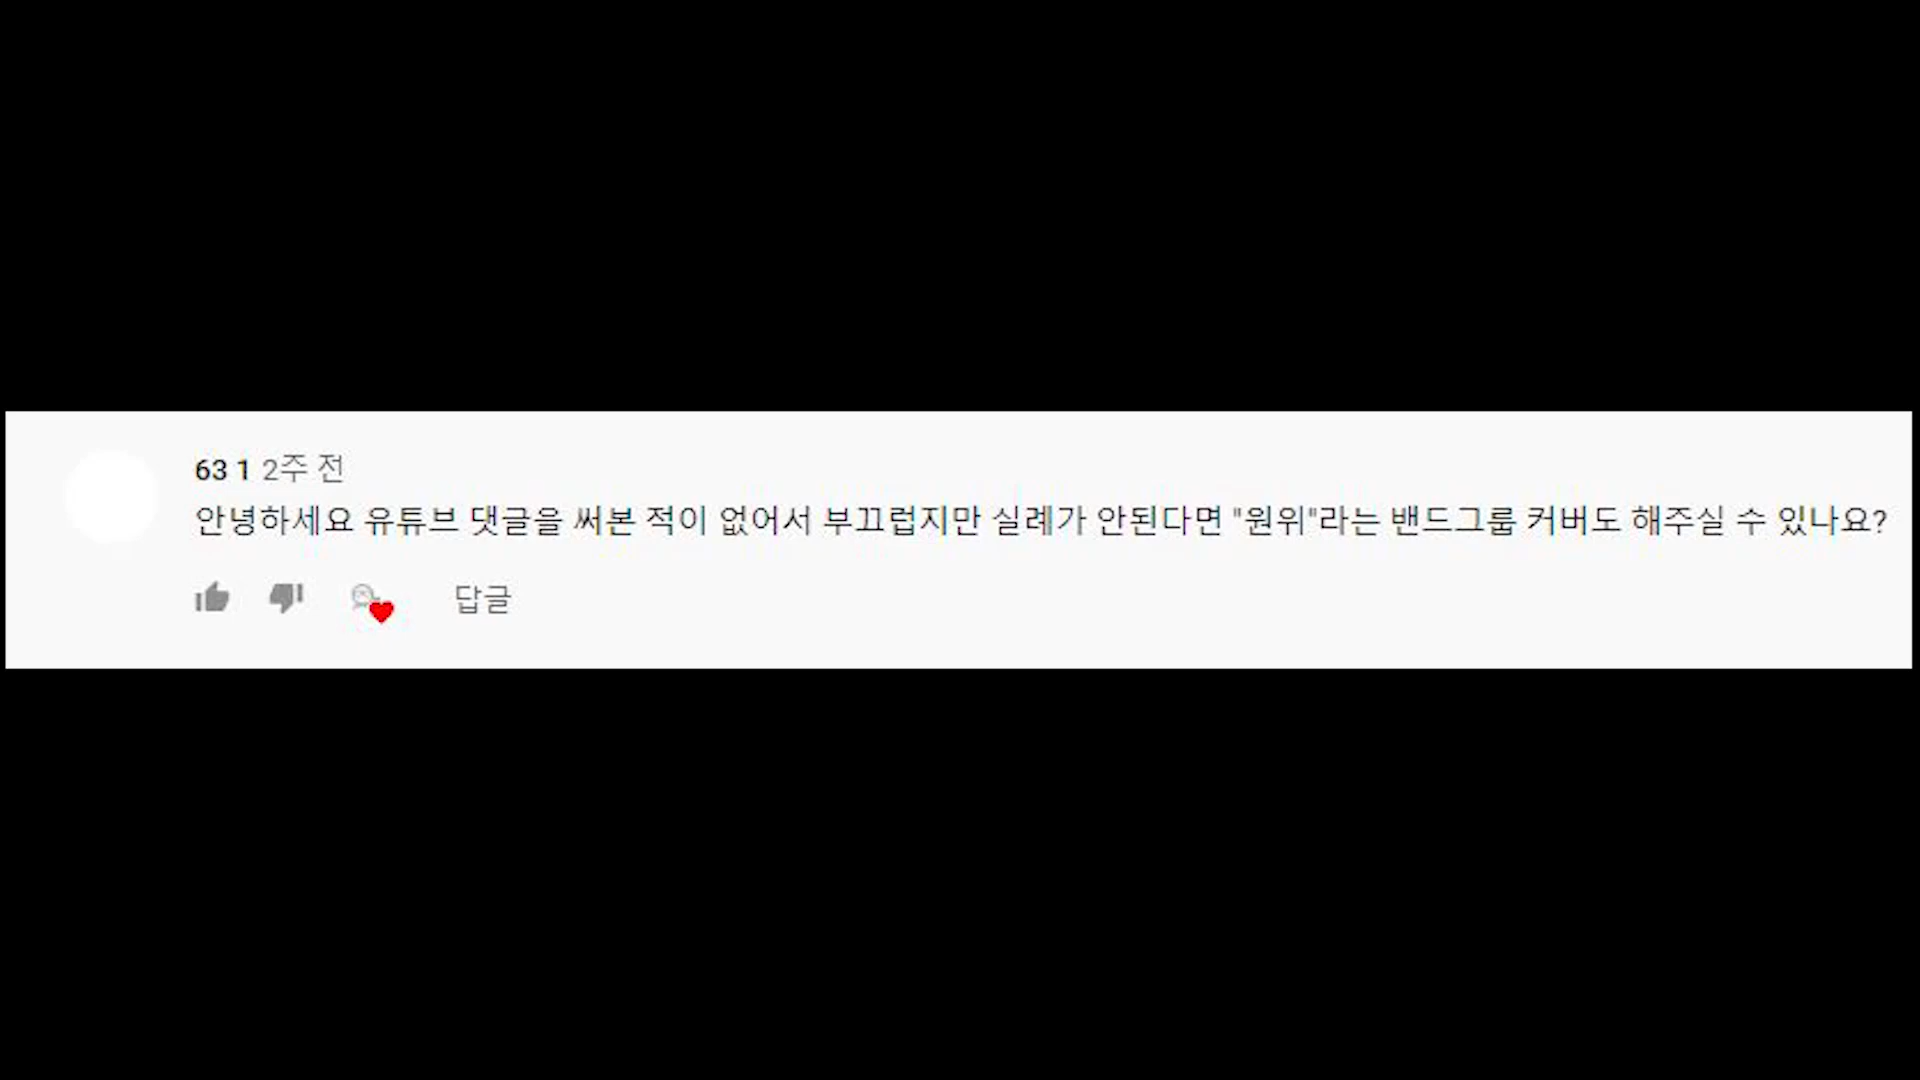 63 1 2주 전
안녕하세요 유튜브 댓글을 써본 적이 없어서 부끄럽지만 실례가 안된다면 "원위"라는 밴드그룹 커버도 해주실 수 있나요?
답글